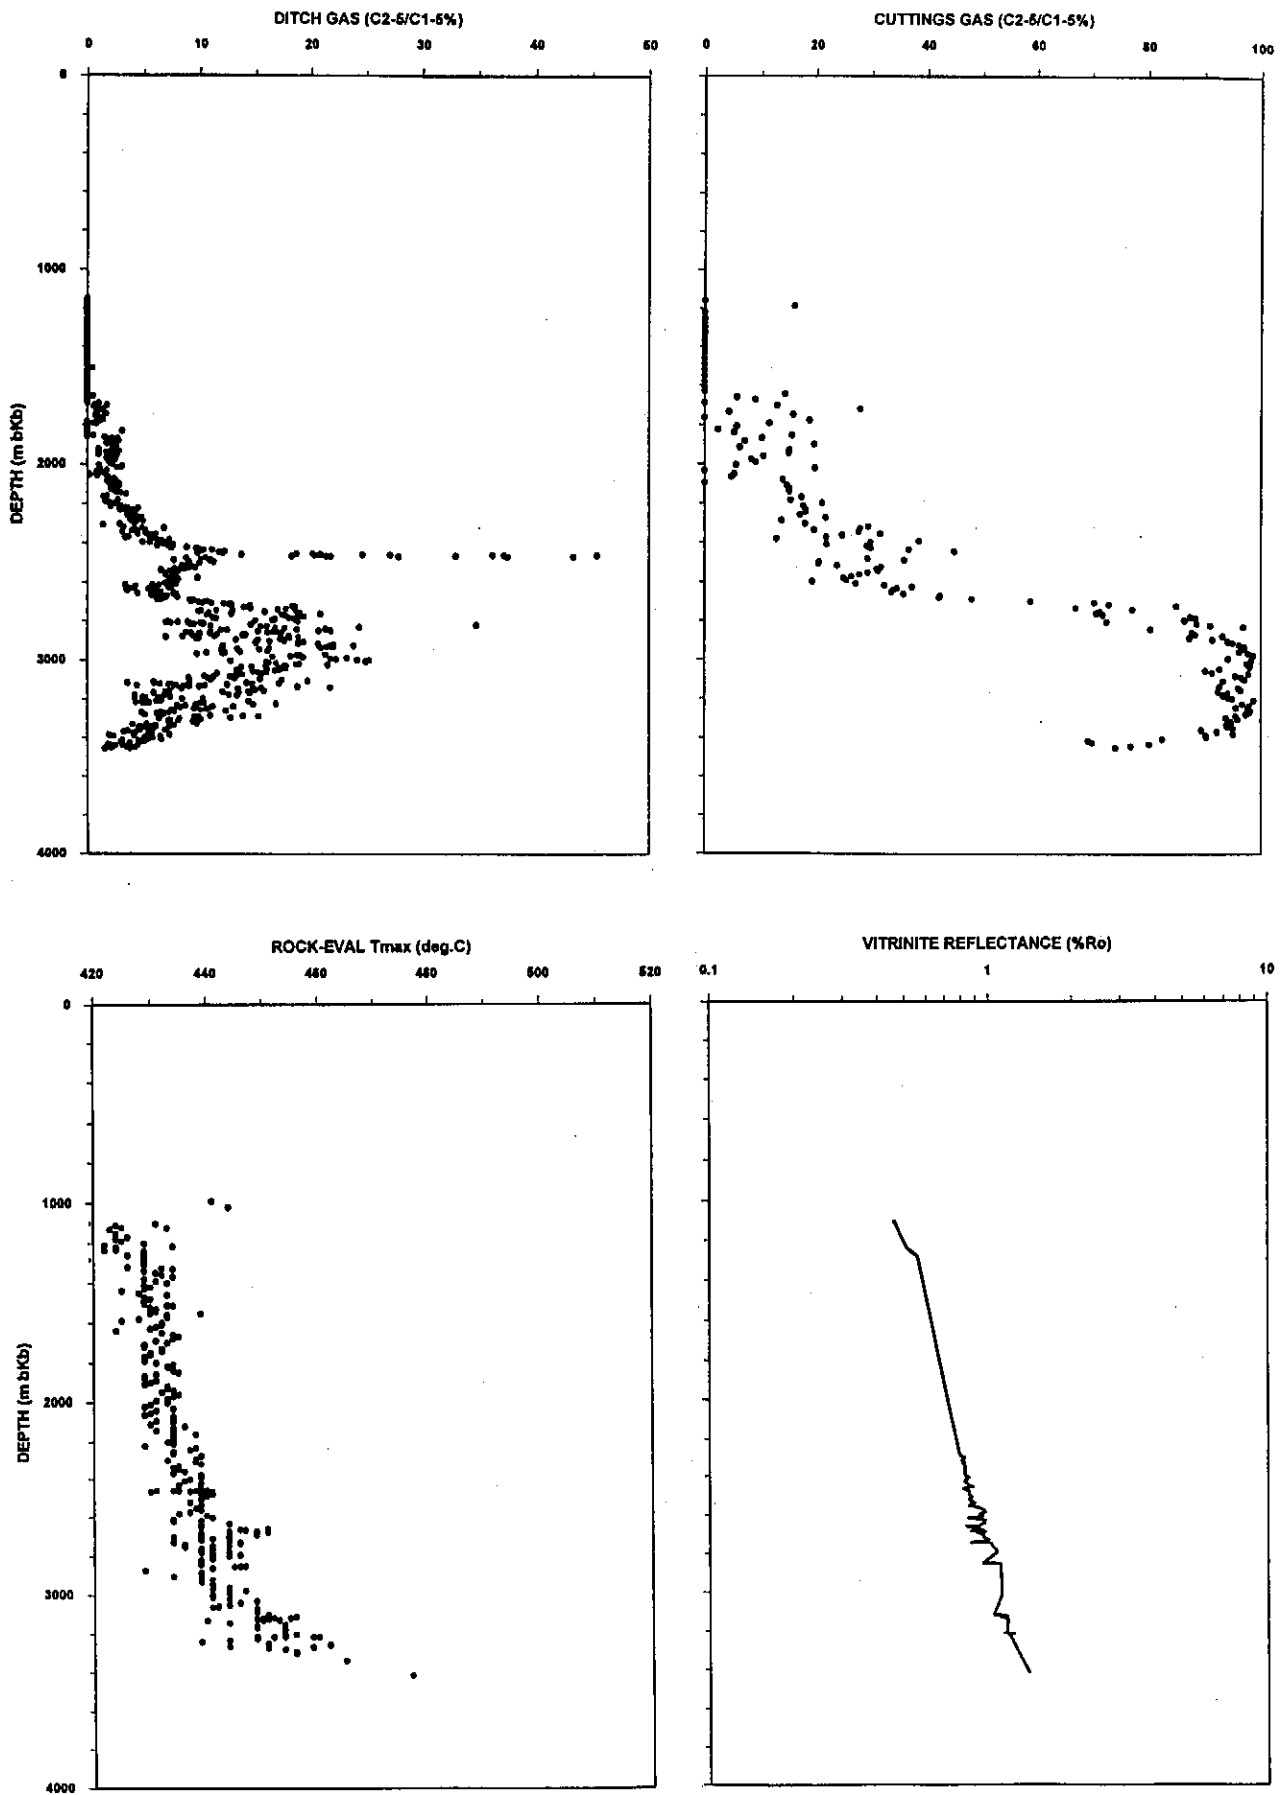 DITCH GAS (C2-5/C1-5%)
0 10 20 30 40 50
0
1000
2000
3000
4000
DEPTH (m bKb)
CUTTINGS GAS (C2-5/C1-5%)
0 20 40 60 80 100
ROCK-EVAL Tmax (deg.C)
420 440 460 480 500 520
0
1000
2000
3000
4000
DEPTH (m bKb)
VITRINITE REFLECTANCE (%Ro)
0.1 1 10